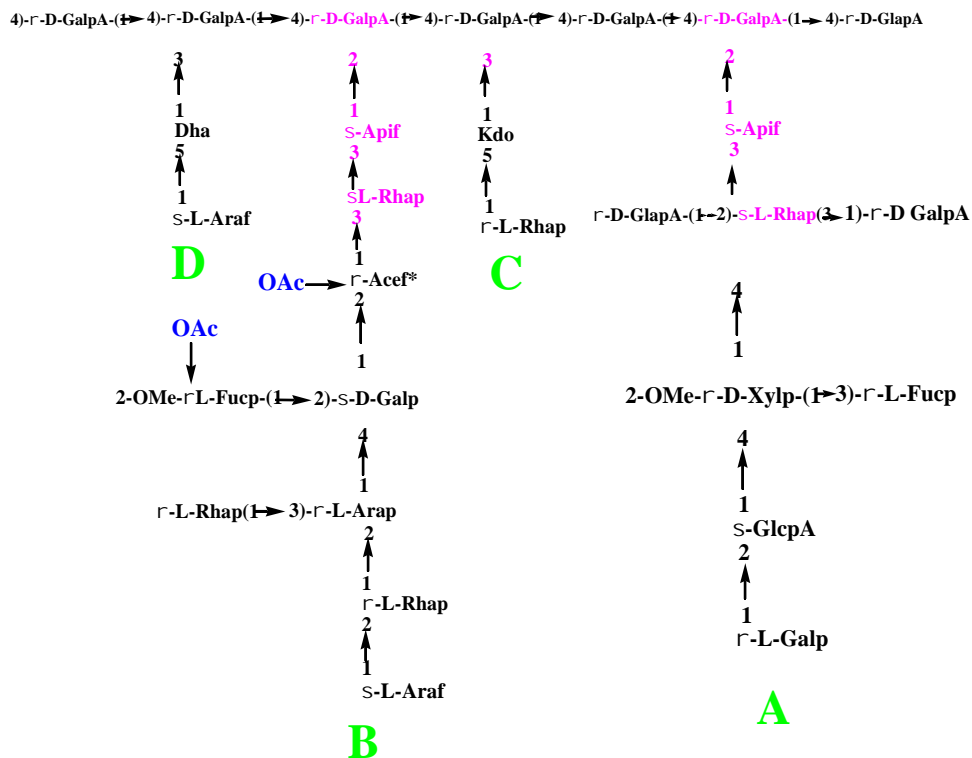 4)-r-D-GalpA-(1→4)-r-D-GalpA-(1→4)-r-D-GalpA-(1→4)-r-D-GalpA-(1→4)-r-D-GalpA-(1→4)-r-D-GalpA-(1→4)-r-D-GlapA
3 2 3 2
1 1 1 1
Dha s-Apif Kdo s-Apif
5 3 5 3
1 sL-Rhap 1
s-L-Araf 3 r-L-Rhap r-D-GlapA-(1→2)-s-L-Rhap(3→1)-r-D GalpA
D 1 C
OAc→r-Acef* 4
2
OAc 1 1
2-OMe-rL-Fucp-(1→2)-s-D-Galp 2-OMe-r-D-Xylp-(1→3)-r-L-Fucp
4 4
1 1
r-L-Rhap(1→3)-r-L-Arap s-GlcpA
2 2
1 1
r-L-Rhap r-L-Galp
2
1
s-L-Araf
B A